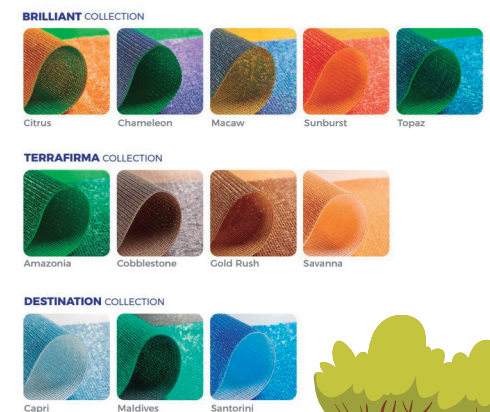 BRILLIANT COLLECTION
Citrus Chameleon Macaw Sunburst Topaz
TERRAFIRMA COLLECTION
Amazonia Cobblestone Gold Rush Savanna
DESTINATION COLLECTION
Capri Maldives Santorini